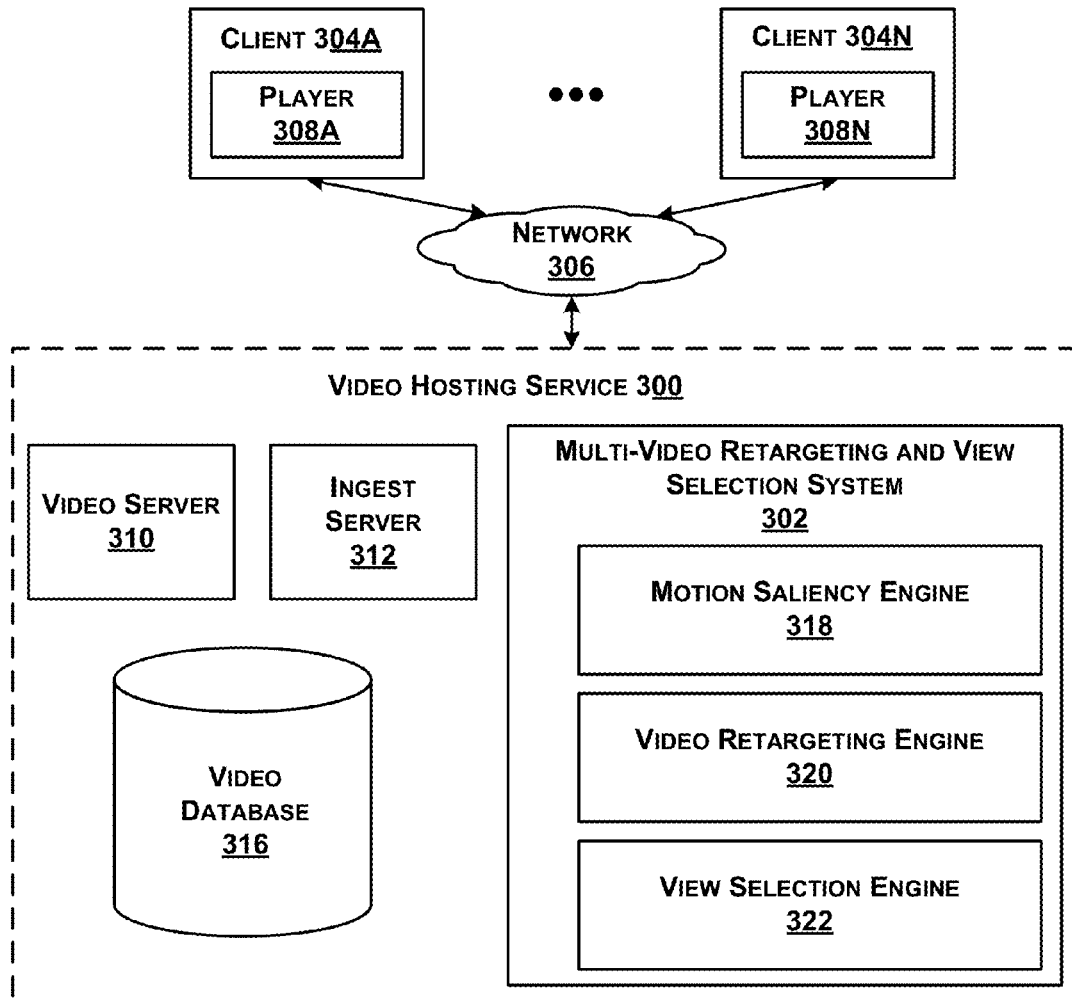 CLIENT 304A
PLAYER
308A
CLIENT 304N
PLAYER
308N
NETWORK
306
VIDEO HOSTING SERVICE 300
VIDEO SERVER
310
INGEST
SERVER
312
VIDEO
DATABASE
316
MULTI-VIDEO RETARGETING AND VIEW
SELECTION SYSTEM
302
MOTION SALIENCY ENGINE
318
VIDEO RETARGETING ENGINE
320
VIEW SELECTION ENGINE
322